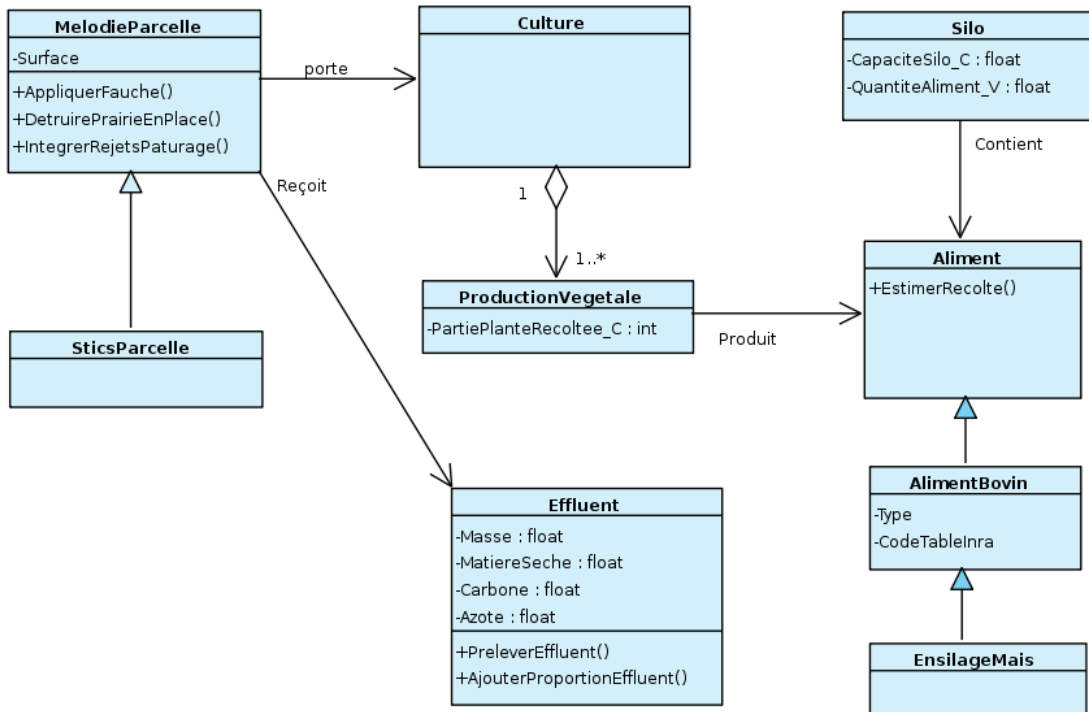 MelodieParcelle
-Surface
+AppliquerFauche()
+DetruirePrairieEnPlace()
+IntegrerRejetsPaturage()
porte
Culture
Silo
-CapaciteSilo_C : float
-QuantiteAliment_V : float
Contient
Reçoit
1
1..*
ProductionVegetale
-PartiePlanteRecoltee_C : int
Produit
Aliment
+EstimerRecolte()
SticsParcelle
Effluent
-Masse : float
-MatiereSeche : float
-Carbone : float
-Azote : float
+PreleverEffluent()
+AjouterProportionEffluent()
AlimentBovin
-Type
-CodeTableInra
EnsilageMais